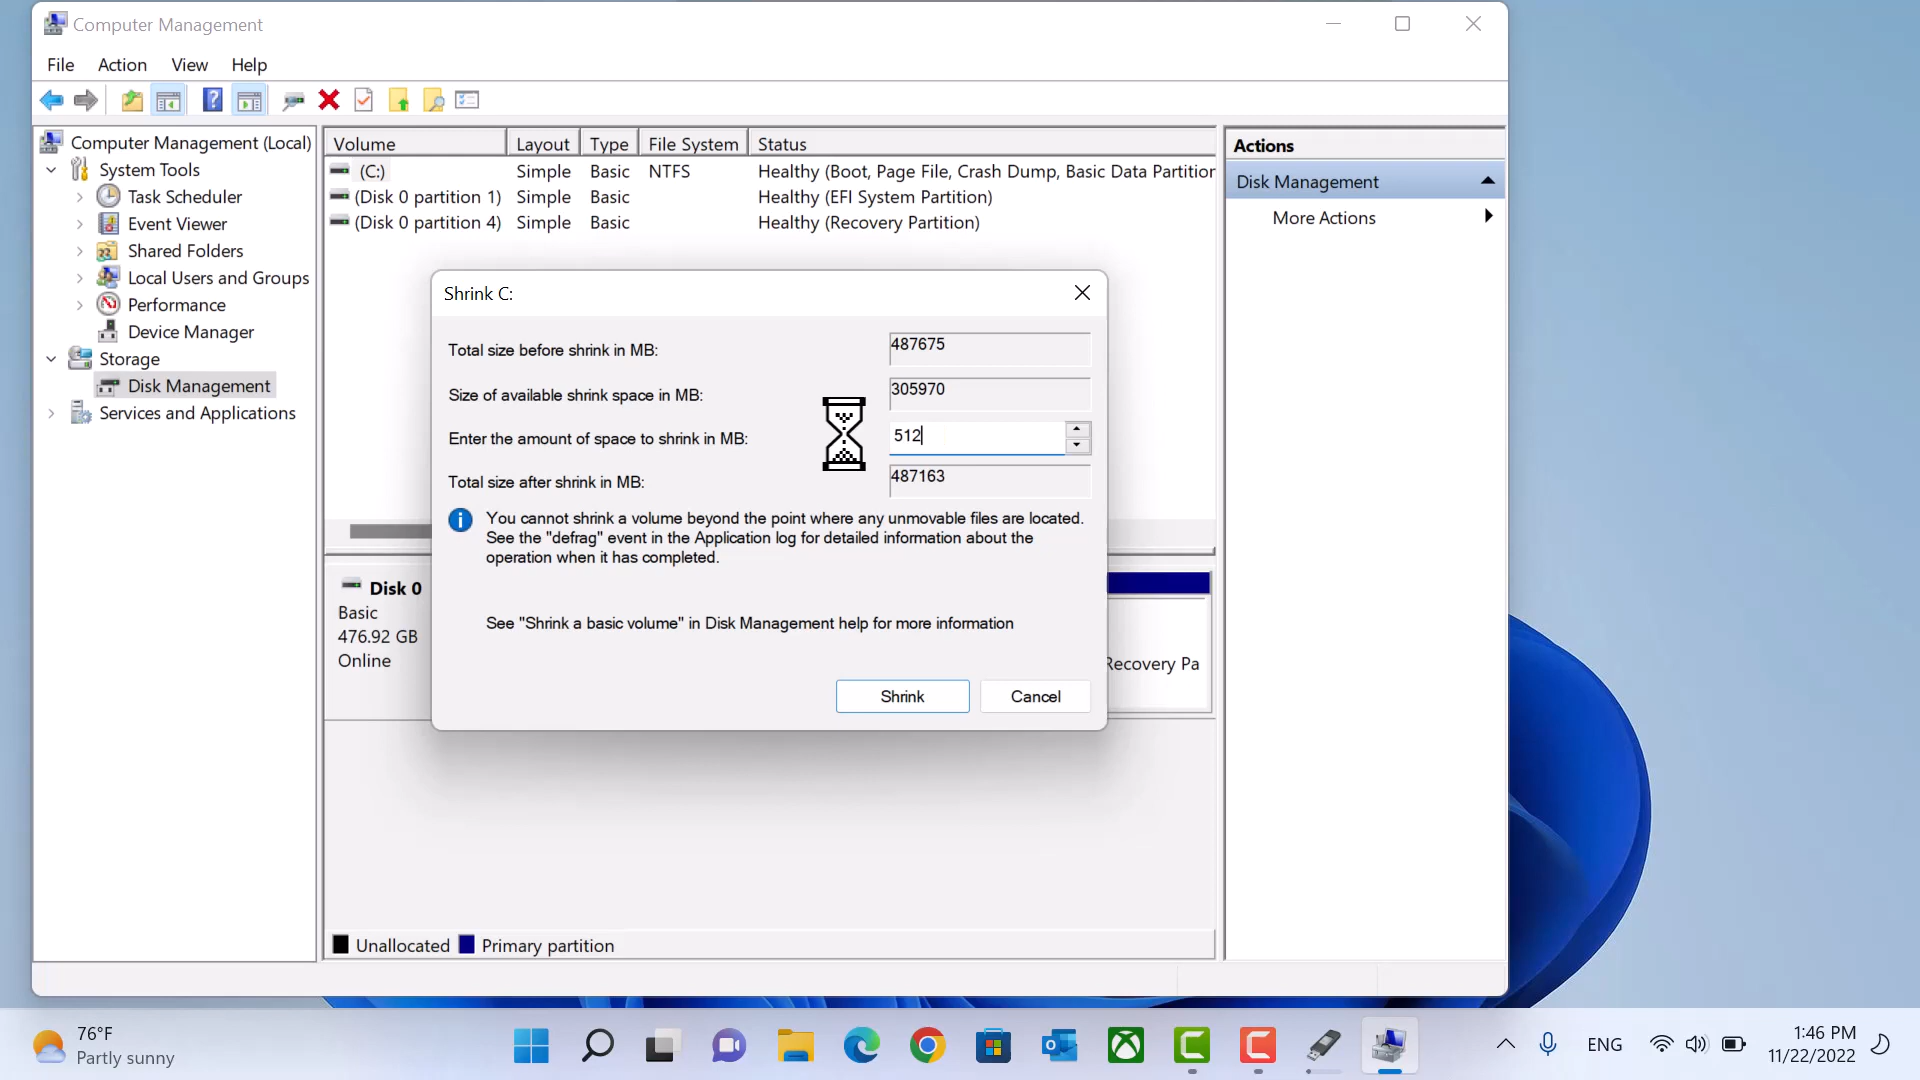 Computer Management
File Action View Help
Computer Management (Local)
System Tools
Task Scheduler
Event Viewer
Shared Folders
Local Users and Groups
Performance
Device Manager
Storage
Disk Management
Services and Applications
Volume Layout Type File System Status
(C:) Simple Basic NTFS Healthy (Boot, Page File, Crash Dump, Basic Data Partition
(Disk 0 partition 1) Simple Basic Healthy (EFI System Partition)
(Disk 0 partition 4) Simple Basic Healthy (Recovery Partition)
Actions
Disk Management
More Actions
Shrink C:
Total size before shrink in MB: 487675
Size of available shrink space in MB: 305970
Enter the amount of space to shrink in MB: 512
Total size after shrink in MB: 487163
You cannot shrink a volume beyond the point where any unmovable files are located.
See the "defrag" event in the Application log for detailed information about the
operation when it has completed.
See "Shrink a basic volume" in Disk Management help for more information
Shrink Cancel
Disk 0
Basic
476.92 GB
Online
Recovery Pa
Unallocated Primary partition
76°F
Partly sunny
ENG
1:46 PM
11/22/2022